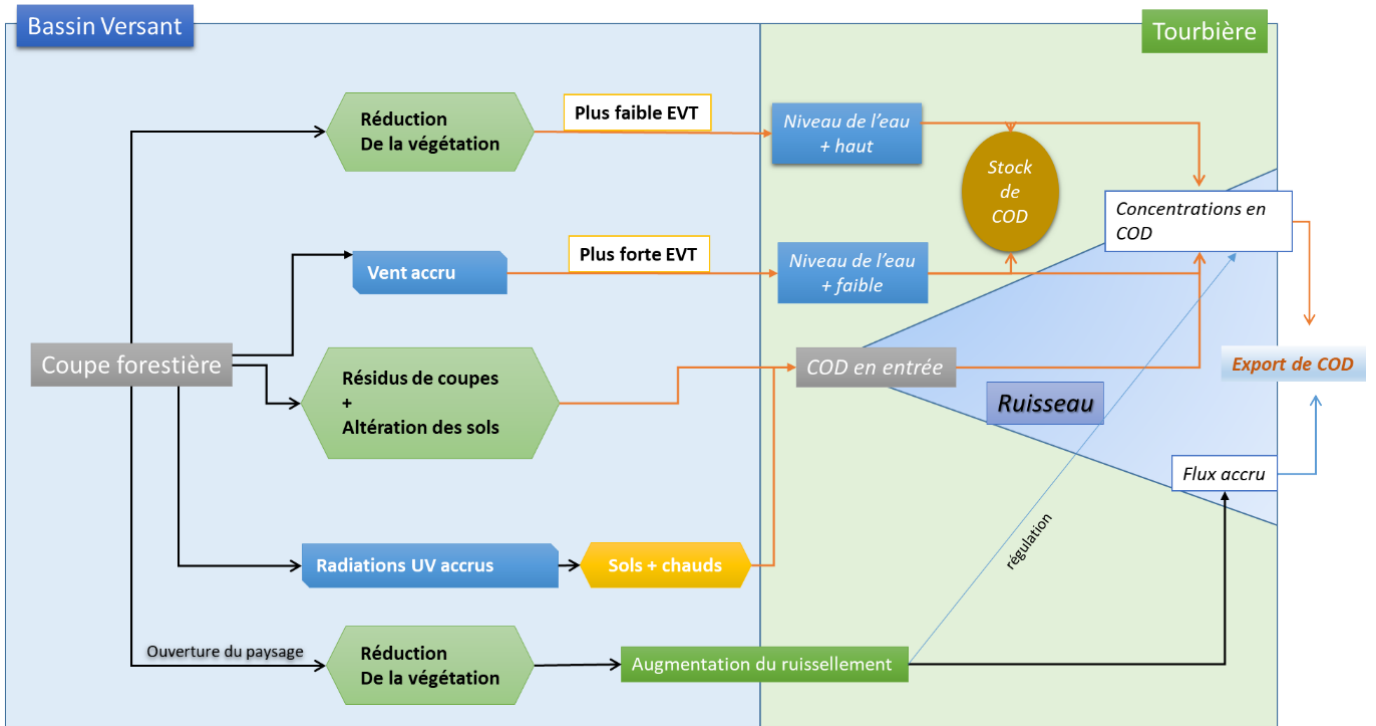 Bassin Versant
Tourbière
Réduction
De la végétation
Plus faible EVT
Niveau de l'eau
+ haut
Stock
de
COD
Concentrations en
COD
Vent accru
Plus forte EVT
Niveau de l'eau
+ faible
Coupe forestière
Résidus de coupes
+
Altération des sols
COD en entrée
Export de COD
Ruisseau
Flux accru
régulation
Radiations UV accrus
Sols + chauds
Ouverture du paysage
Réduction
De la végétation
Augmentation du ruissellement